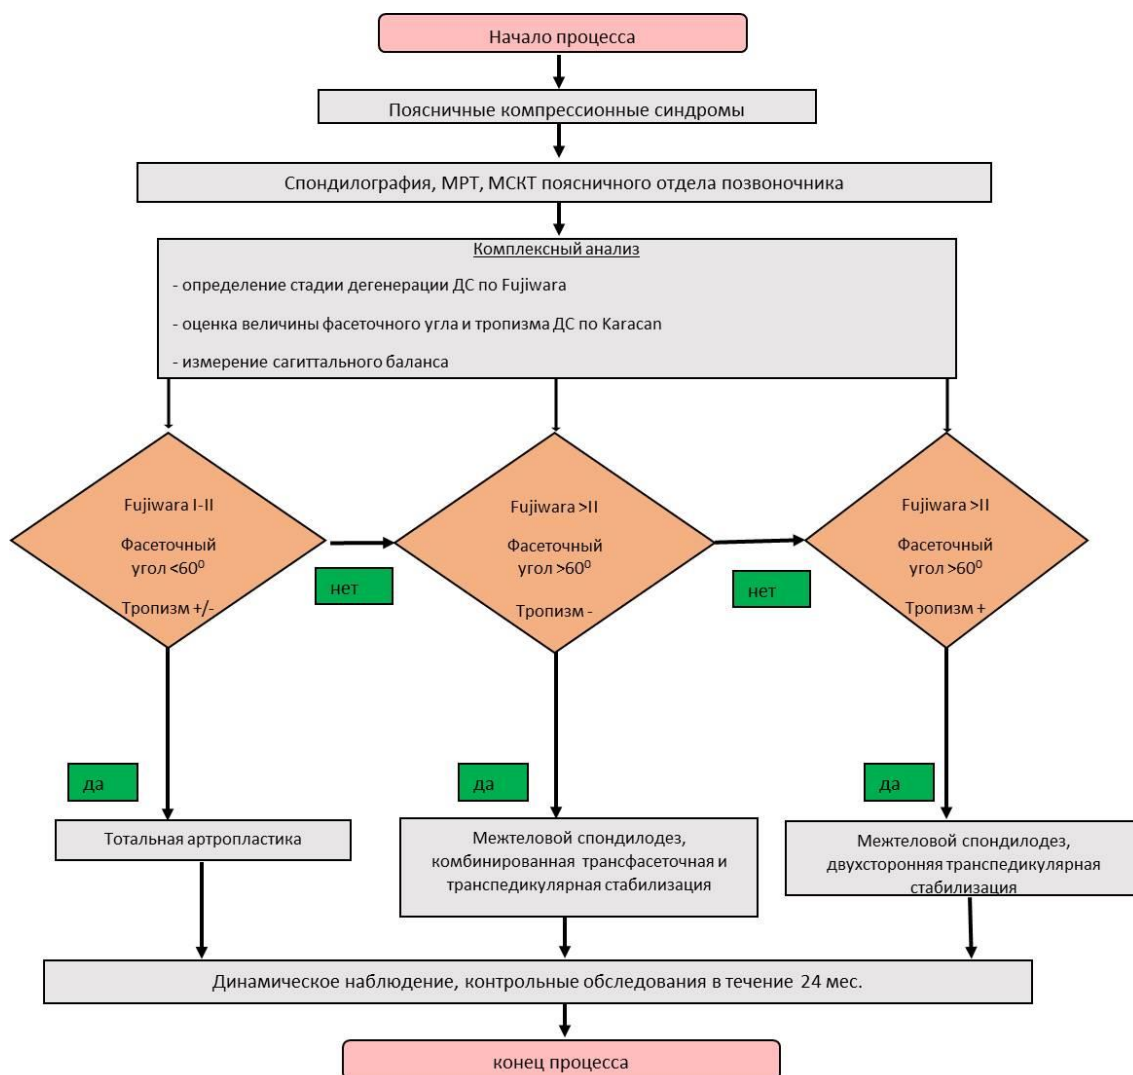 Начало процесса
Поясничные компрессионные синдромы
Спондилография, МРТ, МСКТ поясничного отдела позвоночника
Комплексный анализ
- определение стадии дегенерации ДС по Fujiwara
- оценка величины фасеточного угла и тропизма ДС по Karacan
- измерение сагиттального баланса
Fujiwara I-II
Фасеточный
угол <60⁰
Тропизм +/-
нет
Fujiwara >II
Фасеточный
угол >60⁰
Тропизм -
нет
Fujiwara >II
Фасеточный
угол >60⁰
Тропизм +
да
да
да
Тотальная артропластика
Межтеловой спондилодез,
комбинированная трансфасеточная и
транспедикулярная стабилизация
Межтеловой спондилодез,
двухсторонняя транспедикулярная
стабилизация
Динамическое наблюдение, контрольные обследования в течение 24 мес.
конец процесса